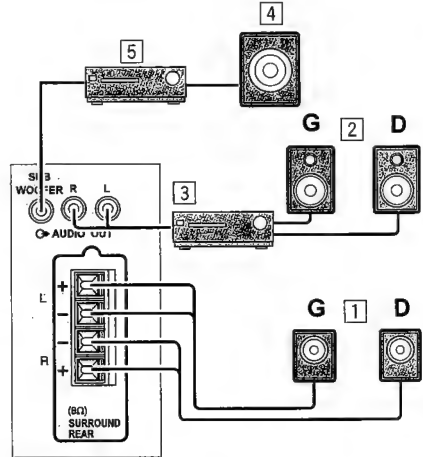 4
5
G 2 D
SUB
WOOFER R L
3
AUDIO OUT
L + 
-
-
R +
G 1 D
(8Ω)
SURROUND
REAR